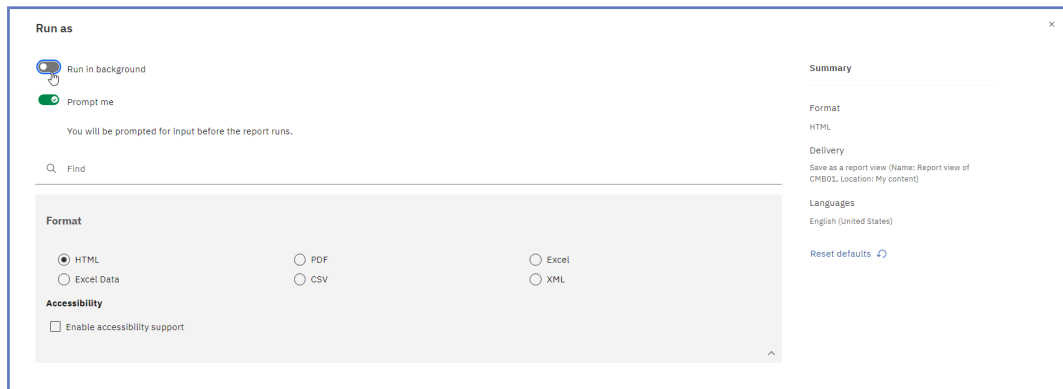 Run as
Run in background
Prompt me
You will be prompted for input before the report runs.
Find
Format
HTML
PDF
Excel
Excel Data
CSV
XML
Accessibility
Enable accessibility support
Summary
Format
HTML
Delivery
Save as a report view (Name: Report view of
CMB01, Location: My content)
Languages
English (United States)
Reset defaults